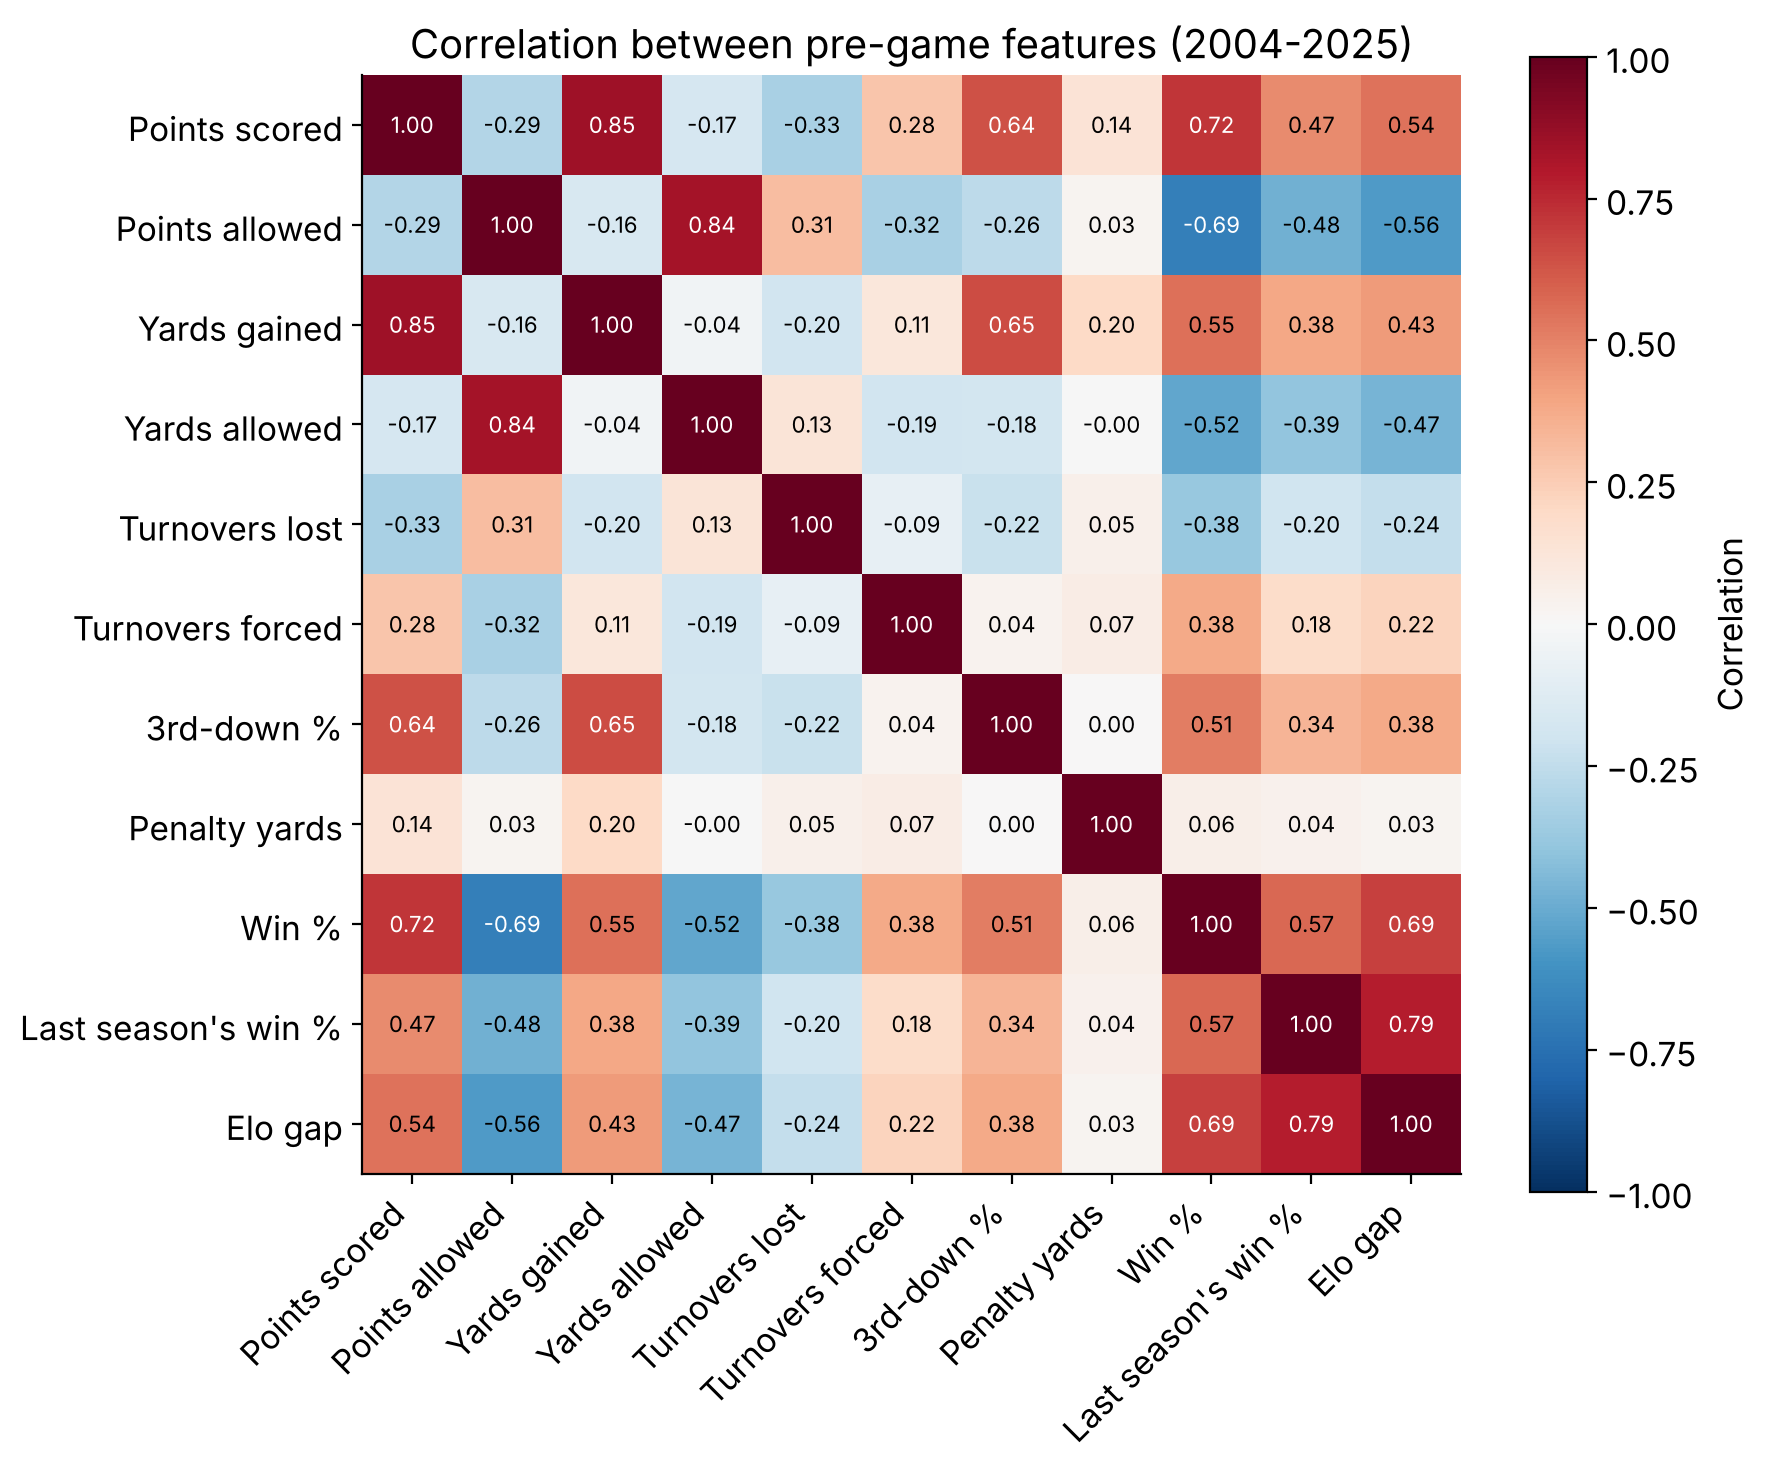 Correlation between pre-game features (2004-2025)
Points scored 1.00 -0.29 0.85 -0.17 -0.33 0.28 0.64 0.14 0.72 0.47 0.54
Points allowed -0.29 1.00 -0.16 0.84 0.31 -0.32 -0.26 0.03 -0.69 -0.48 -0.56
Yards gained 0.85 -0.16 1.00 -0.04 -0.20 0.11 0.65 0.20 0.55 0.38 0.43
Yards allowed -0.17 0.84 -0.04 1.00 0.13 -0.19 -0.18 -0.00 -0.52 -0.39 -0.47
Turnovers lost -0.33 0.31 -0.20 0.13 1.00 -0.09 -0.22 0.05 -0.38 -0.20 -0.24
Turnovers forced 0.28 -0.32 0.11 -0.19 -0.09 1.00 0.04 0.07 0.38 0.18 0.22
3rd-down % 0.64 -0.26 0.65 -0.18 -0.22 0.04 1.00 0.00 0.51 0.34 0.38
Penalty yards 0.14 0.03 0.20 -0.00 0.05 0.07 0.00 1.00 0.06 0.04 0.03
Win % 0.72 -0.69 0.55 -0.52 -0.38 0.38 0.51 0.06 1.00 0.57 0.69
Last season's win % 0.47 -0.48 0.38 -0.39 -0.20 0.18 0.34 0.04 0.57 1.00 0.79
Elo gap 0.54 -0.56 0.43 -0.47 -0.24 0.22 0.38 0.03 0.69 0.79 1.00
Points scored
Points allowed
Yards gained
Yards allowed
Turnovers lost
Turnovers forced
3rd-down %
Penalty yards
Win %
Last season's win %
Elo gap
1.00
0.75
0.50
0.25
0.00
−0.25
−0.50
−0.75
−1.00
Correlation